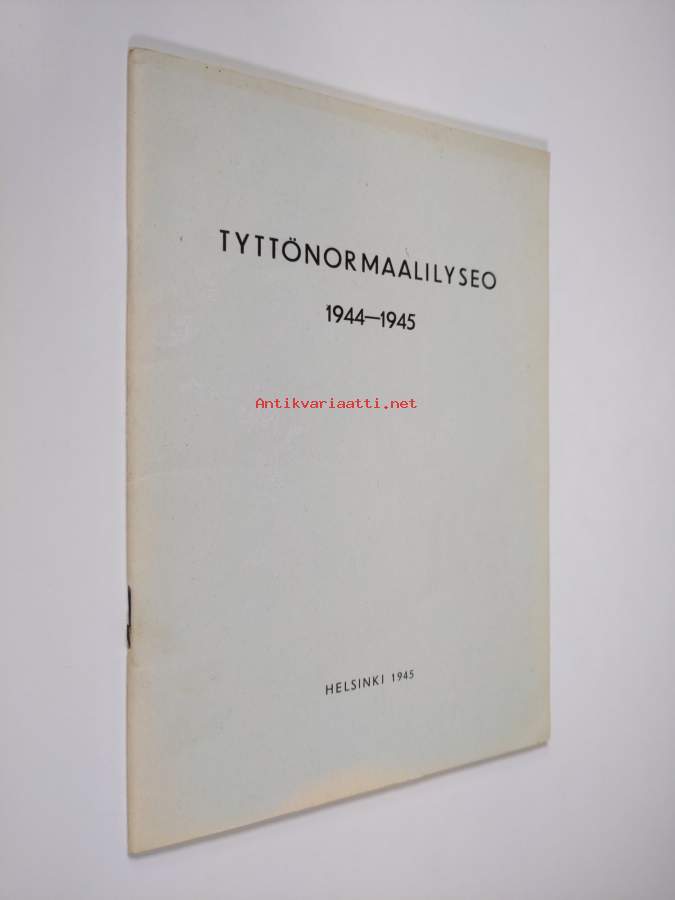 TYTTÖNORMAALILYSEO
1944—1945
Antikvariaatti.net
HELSINKI 1945